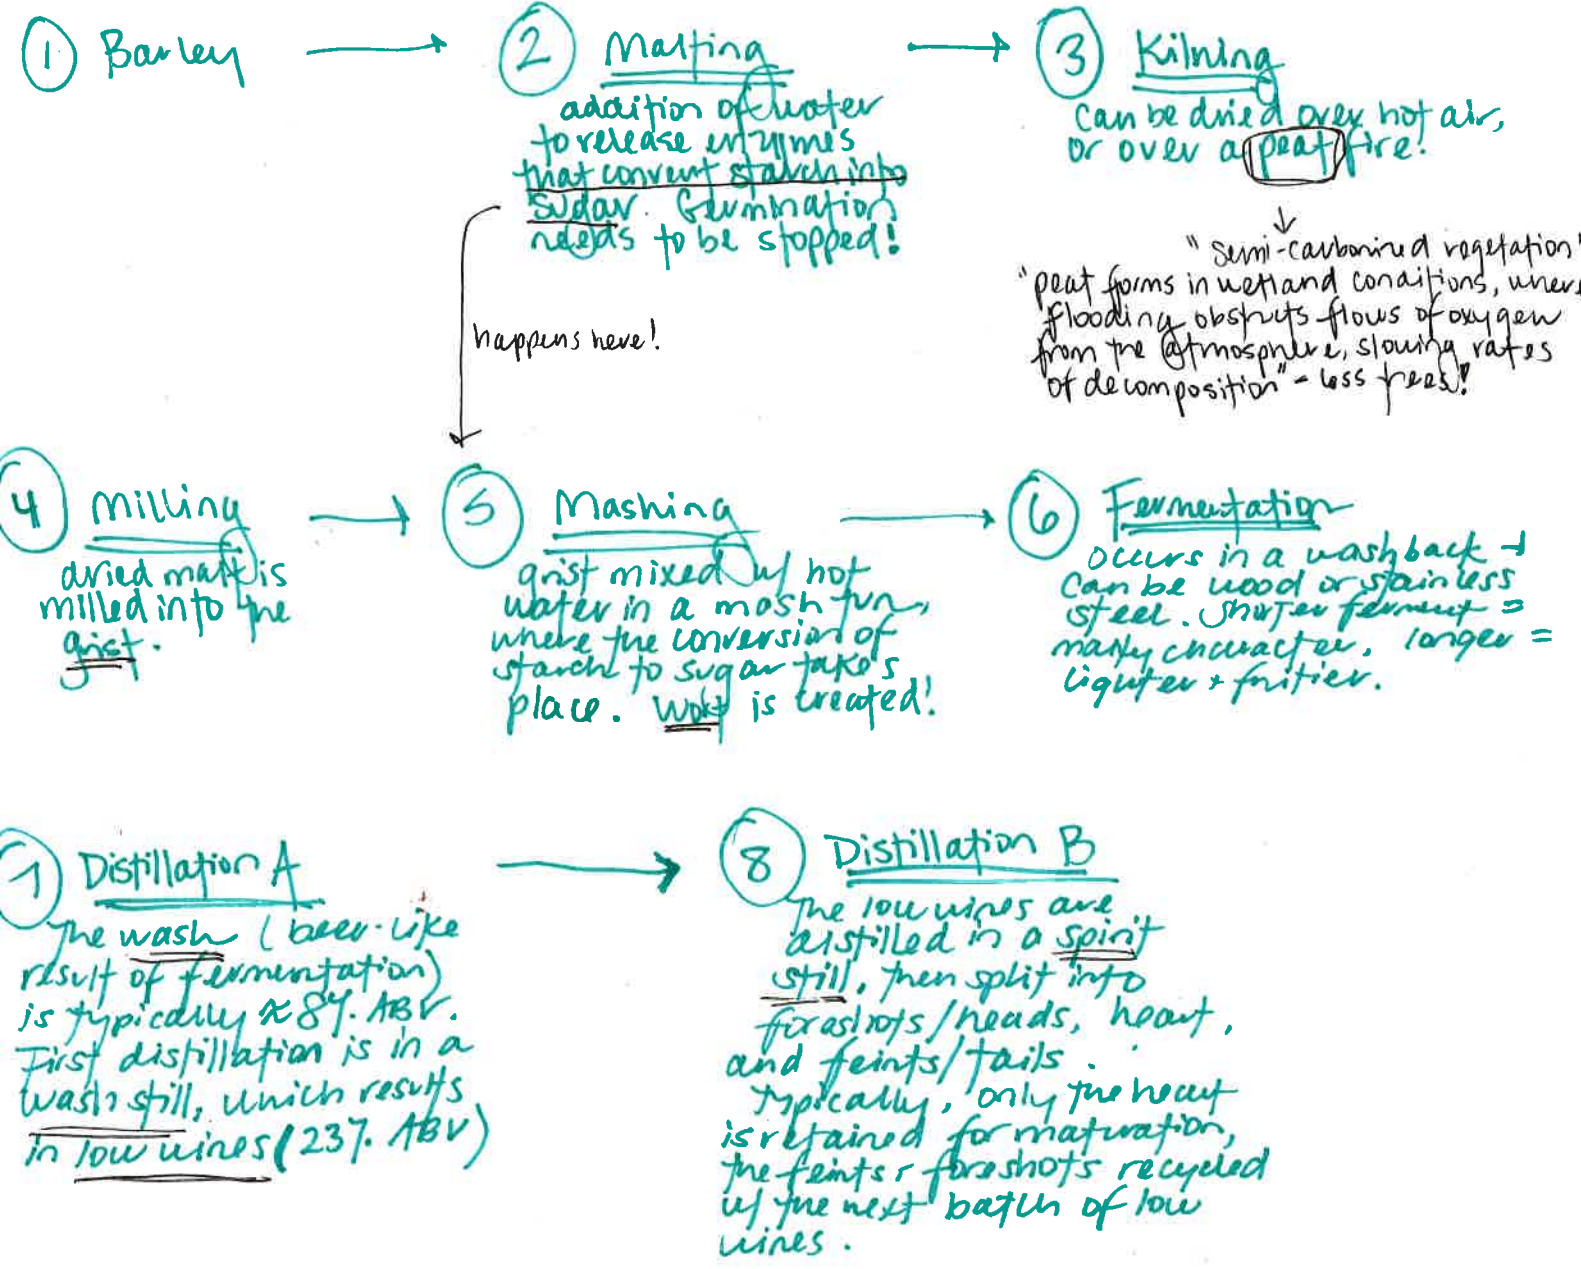 1 Barley
2 Malting
addition of water
to release enzymes
that convert starch into
sugar. Germination
needs to be stopped!
happens here!
3 Kilning
can be dried over hot air,
or over a peat fire!
"semi-carbonized vegetation"
"peat forms in wetland conditions, where
flooding obstructs flows of oxygen
from the atmosphere, slowing rates
of decomposition" - less trees!
4 Milling
dried malt is
milled into the
grist.
5 Mashing
grist mixed w/ hot
water in a mash tun,
where the conversion of
starch to sugar take's
place. Wort is created!
6 Fermentation
occurs in a washback +
can be wood or stainless
steel. Shorter ferment =
malty character, longer =
lighter + fruitier.
7 Distillation A
The wash (beer-like
result of fermentation)
is typically ≈ 8% ABV.
First distillation is in a
wash still, which results
in low wines (23% ABV)
8 Distillation B
The low wines are
distilled in a spirit
still, then split into
foreshots/heads, heart,
and feints/tails.
Typically, only the heart
is retained for maturation,
the feints + foreshots recycled
w/ the next batch of low
wines.